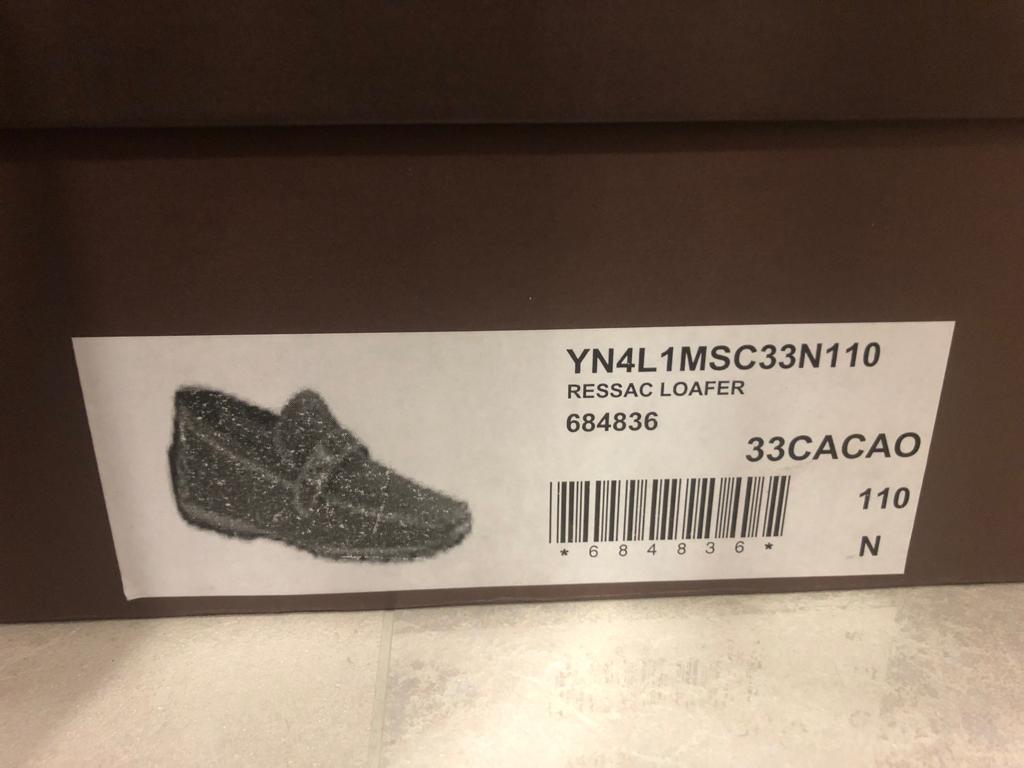 YN4L1MSC33N110
RESSAC LOAFER
684836
33CACAO
110
*684836*
N